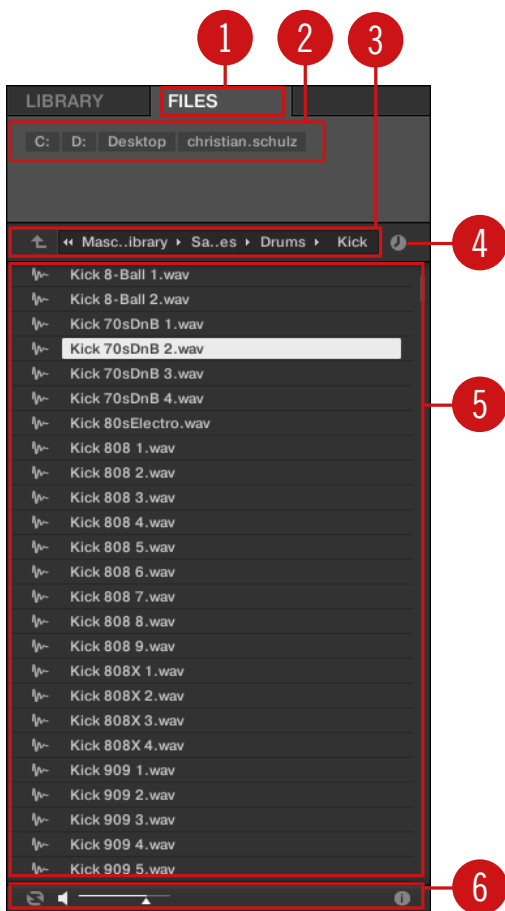 1 2 3
LIBRARY FILES
C: D: Desktop christian.schulz
Masc..ibrary Sa..es Drums Kick 4
Kick 8-Ball 1.wav
Kick 8-Ball 2.wav
Kick 70sDnB 1.wav
Kick 70sDnB 2.wav
Kick 70sDnB 3.wav
Kick 70sDnB 4.wav
5
Kick 80sElectro.wav
Kick 808 1.wav
Kick 808 2.wav
Kick 808 3.wav
Kick 808 4.wav
Kick 808 5.wav
Kick 808 6.wav
Kick 808 7.wav
Kick 808 8.wav
Kick 808 9.wav
Kick 808X 1.wav
Kick 808X 2.wav
Kick 808X 3.wav
Kick 808X 4.wav
Kick 909 1.wav
Kick 909 2.wav
Kick 909 3.wav
Kick 909 4.wav
Kick 909 5.wav
6